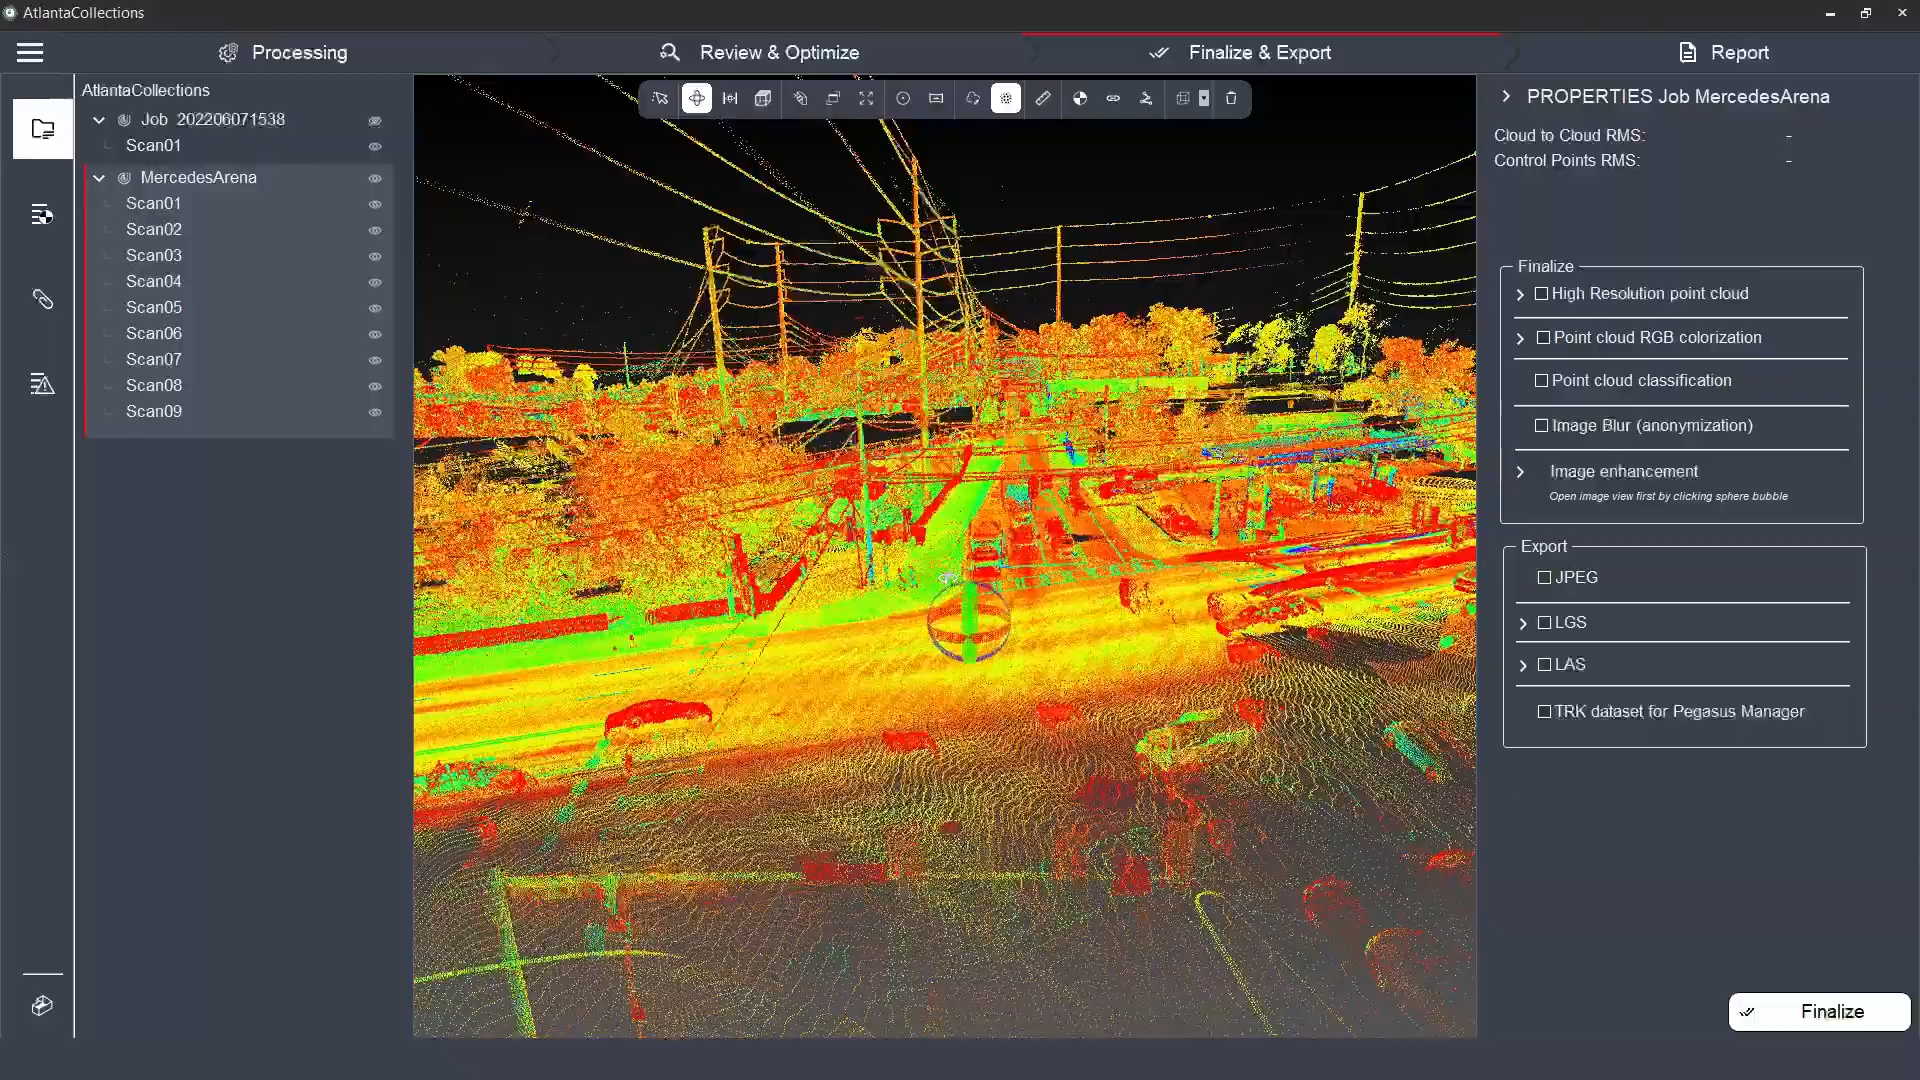 AtlantaCollections
Processing
Review & Optimize
Finalize & Export
Report
AtlantaCollections
Job 202206071538
Scan01
MercedesArena
Scan01
Scan02
Scan03
Scan04
Scan05
Scan06
Scan07
Scan08
Scan09
PROPERTIES Job MercedesArena
Cloud to Cloud RMS: -
Control Points RMS: -
Finalize
High Resolution point cloud
Point cloud RGB colorization
Point cloud classification
Image Blur (anonymization)
Image enhancement
Open image view first by clicking sphere bubble
Export
JPEG
LGS
LAS
TRK dataset for Pegasus Manager
Finalize